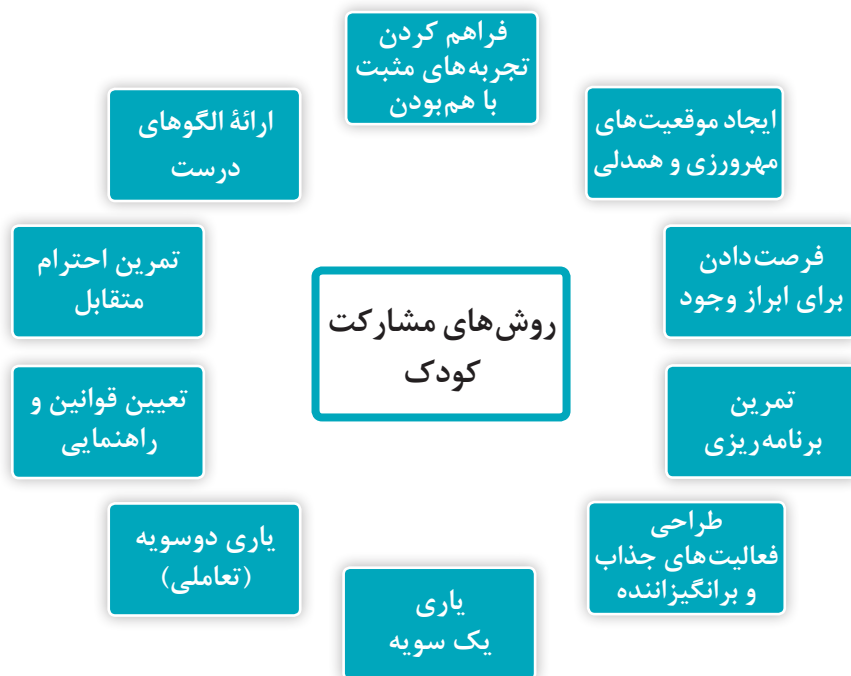 فراهم کردن
تجربه‌های مثبت
با هم‌بودن
ایجاد موقعیت‌های
مهرورزی و همدلی
فرصت‌دادن
برای ابراز وجود
تمرین
برنامه‌ریزی
طراحی
فعالیت‌های جذاب
و برانگیزاننده
یاری
یک سویه
یاری دوسویه
(تعاملی)
تعیین قوانین و
راهنمایی
تمرین احترام
متقابل
ارائهٔ الگوهای
درست
روش‌های مشارکت
کودک